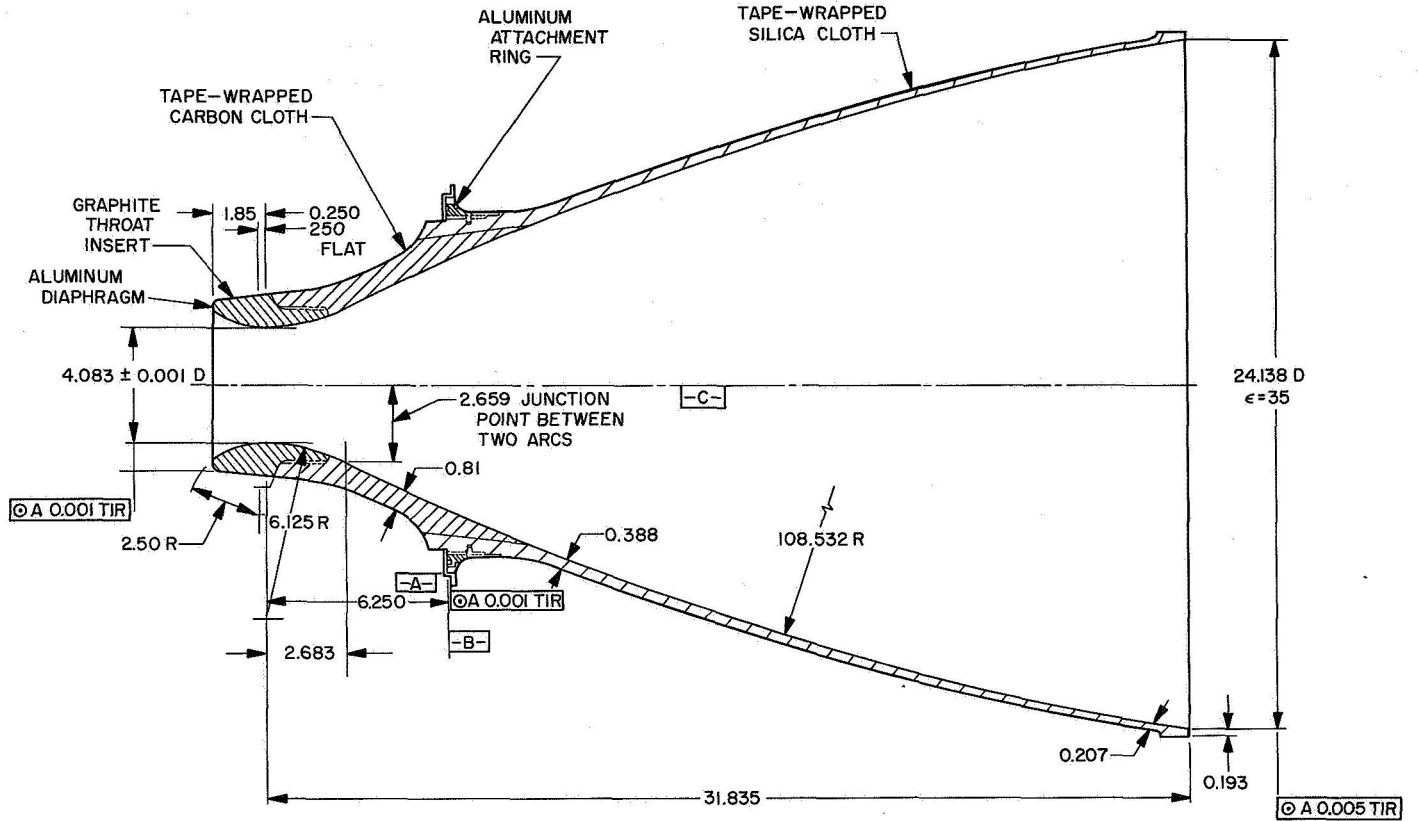 ALUMINUM
ATTACHMENT
RING
TAPE-WRAPPED
SILICA CLOTH
TAPE-WRAPPED
CARBON CLOTH
GRAPHITE
THROAT
INSERT
1.85
0.250
250
FLAT
ALUMINUM
DIAPHRAGM
4.083 ± 0.001 D
-C-
24.138 D
ϵ=35
2.659 JUNCTION
POINT BETWEEN
TWO ARCS
0.81
⊙ A 0.001 TIR
2.50 R
6.125 R
0.388
108.532 R
-A-
6.250
⊙A 0.001 TIR
-B-
2.683
0.207
0.193
31.835
⊙ A 0.005 TIR